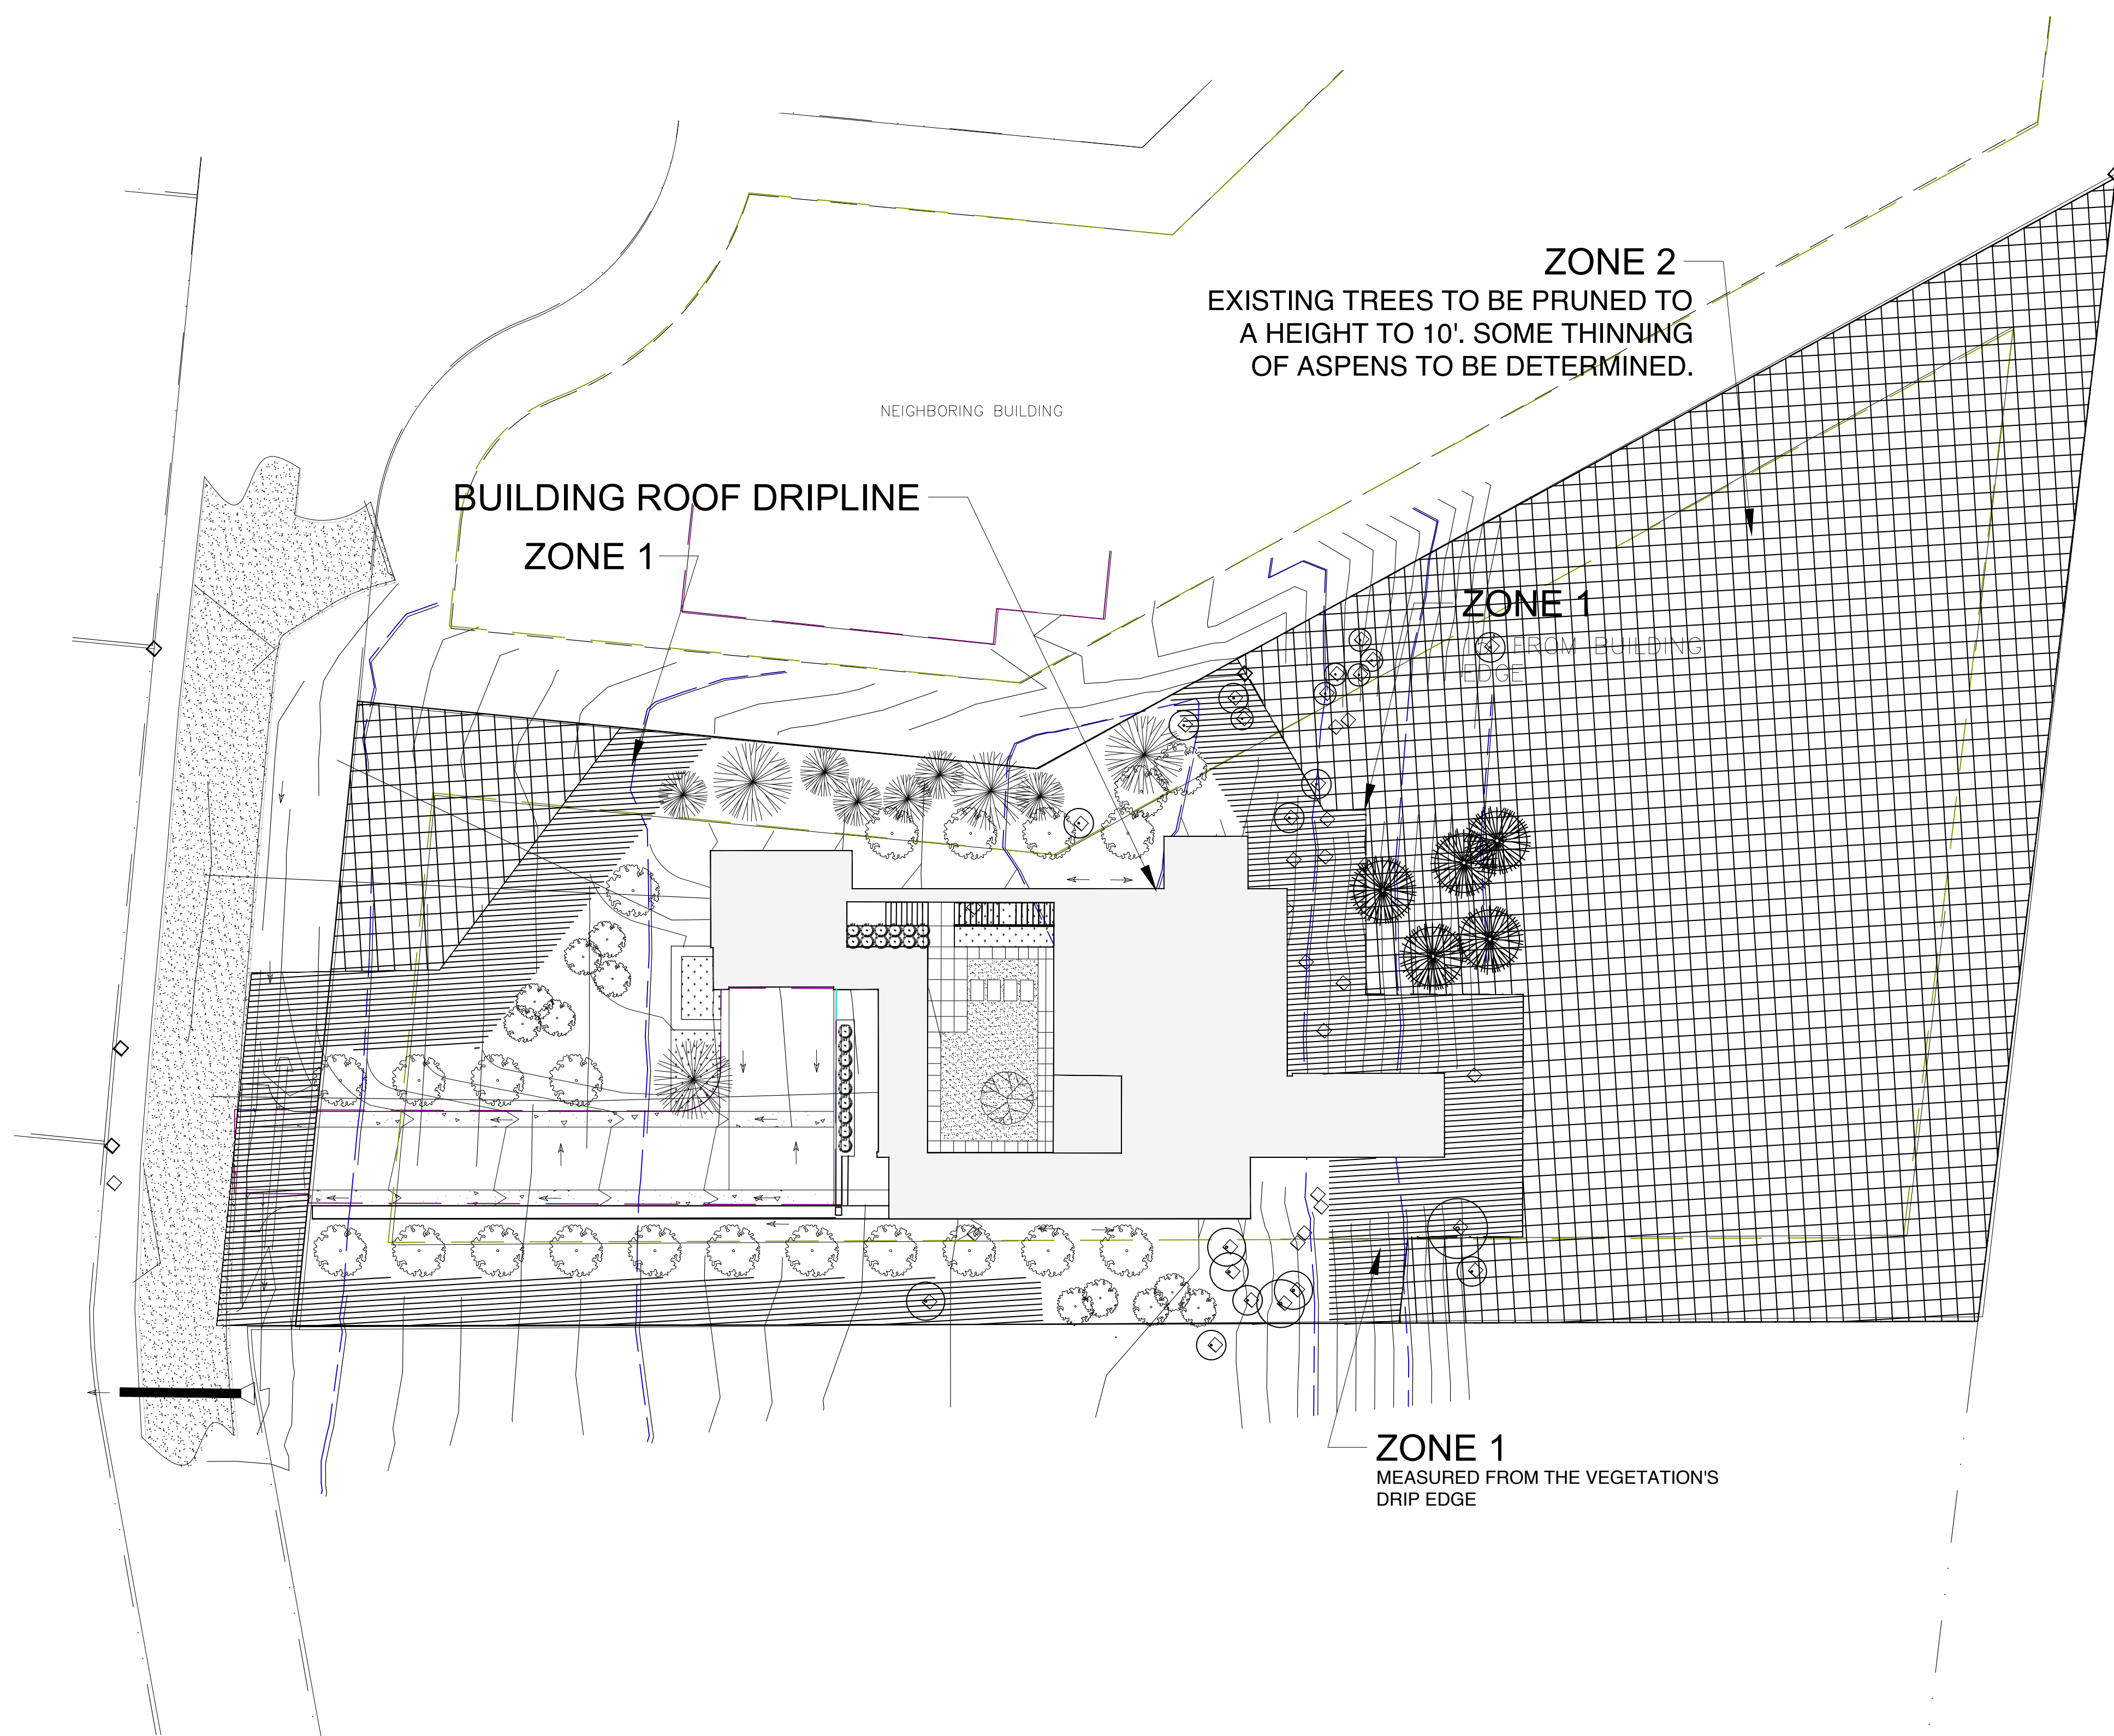 ZONE 2
EXISTING TREES TO BE PRUNED TO
A HEIGHT TO 10'. SOME THINNING
OF ASPENS TO BE DETERMINED.
NEIGHBORING BUILDING
BUILDING ROOF DRIPLINE
ZONE 1
ZONE 1
FROM BUILDING
EDGE
ZONE 1
MEASURED FROM THE VEGETATION'S
DRIP EDGE